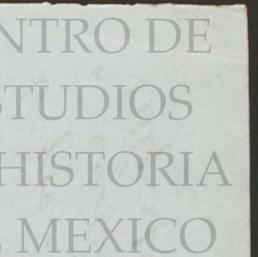 NTRO DE
STUDIOS
HISTORIA
MEXICO